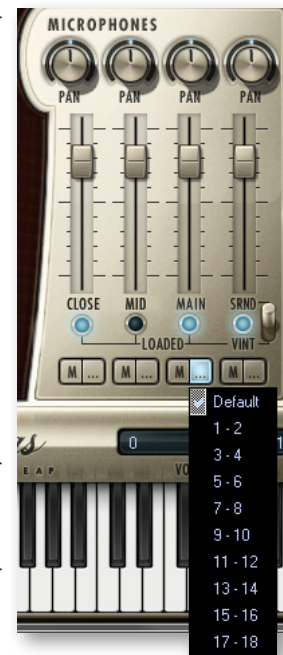 MICROPHONES
PAN PAN PAN PAN
CLOSE MID MAIN SRND
LOADED VINT
M ... M ... M ... M ...
Default
0
1 - 2
E A P
3 - 4
5 - 6
7 - 8
9 - 10
11 - 12
13 - 14
15 - 16
17 - 18